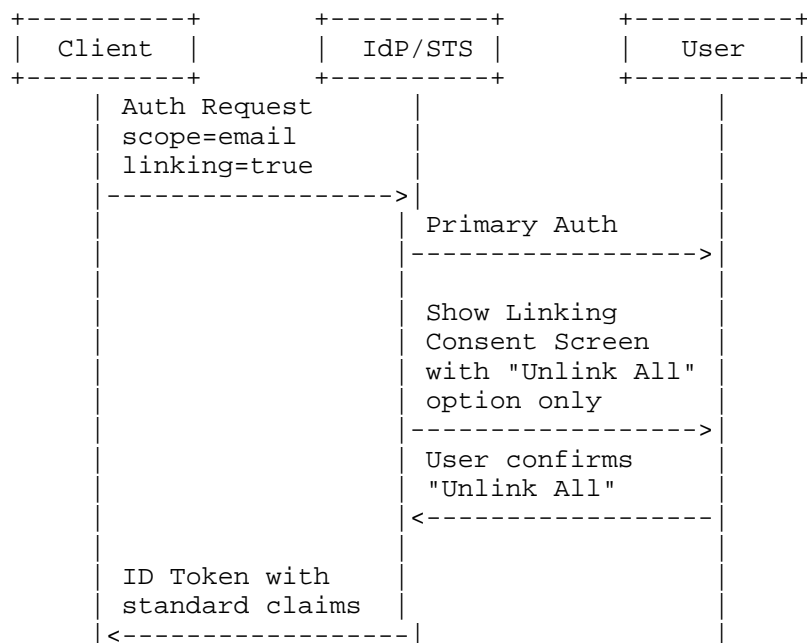 Client IdP/STS User
Auth Request
scope=email
linking=true
Primary Auth
Show Linking
Consent Screen
with "Unlink All"
option only
User confirms
"Unlink All"
ID Token with
standard claims